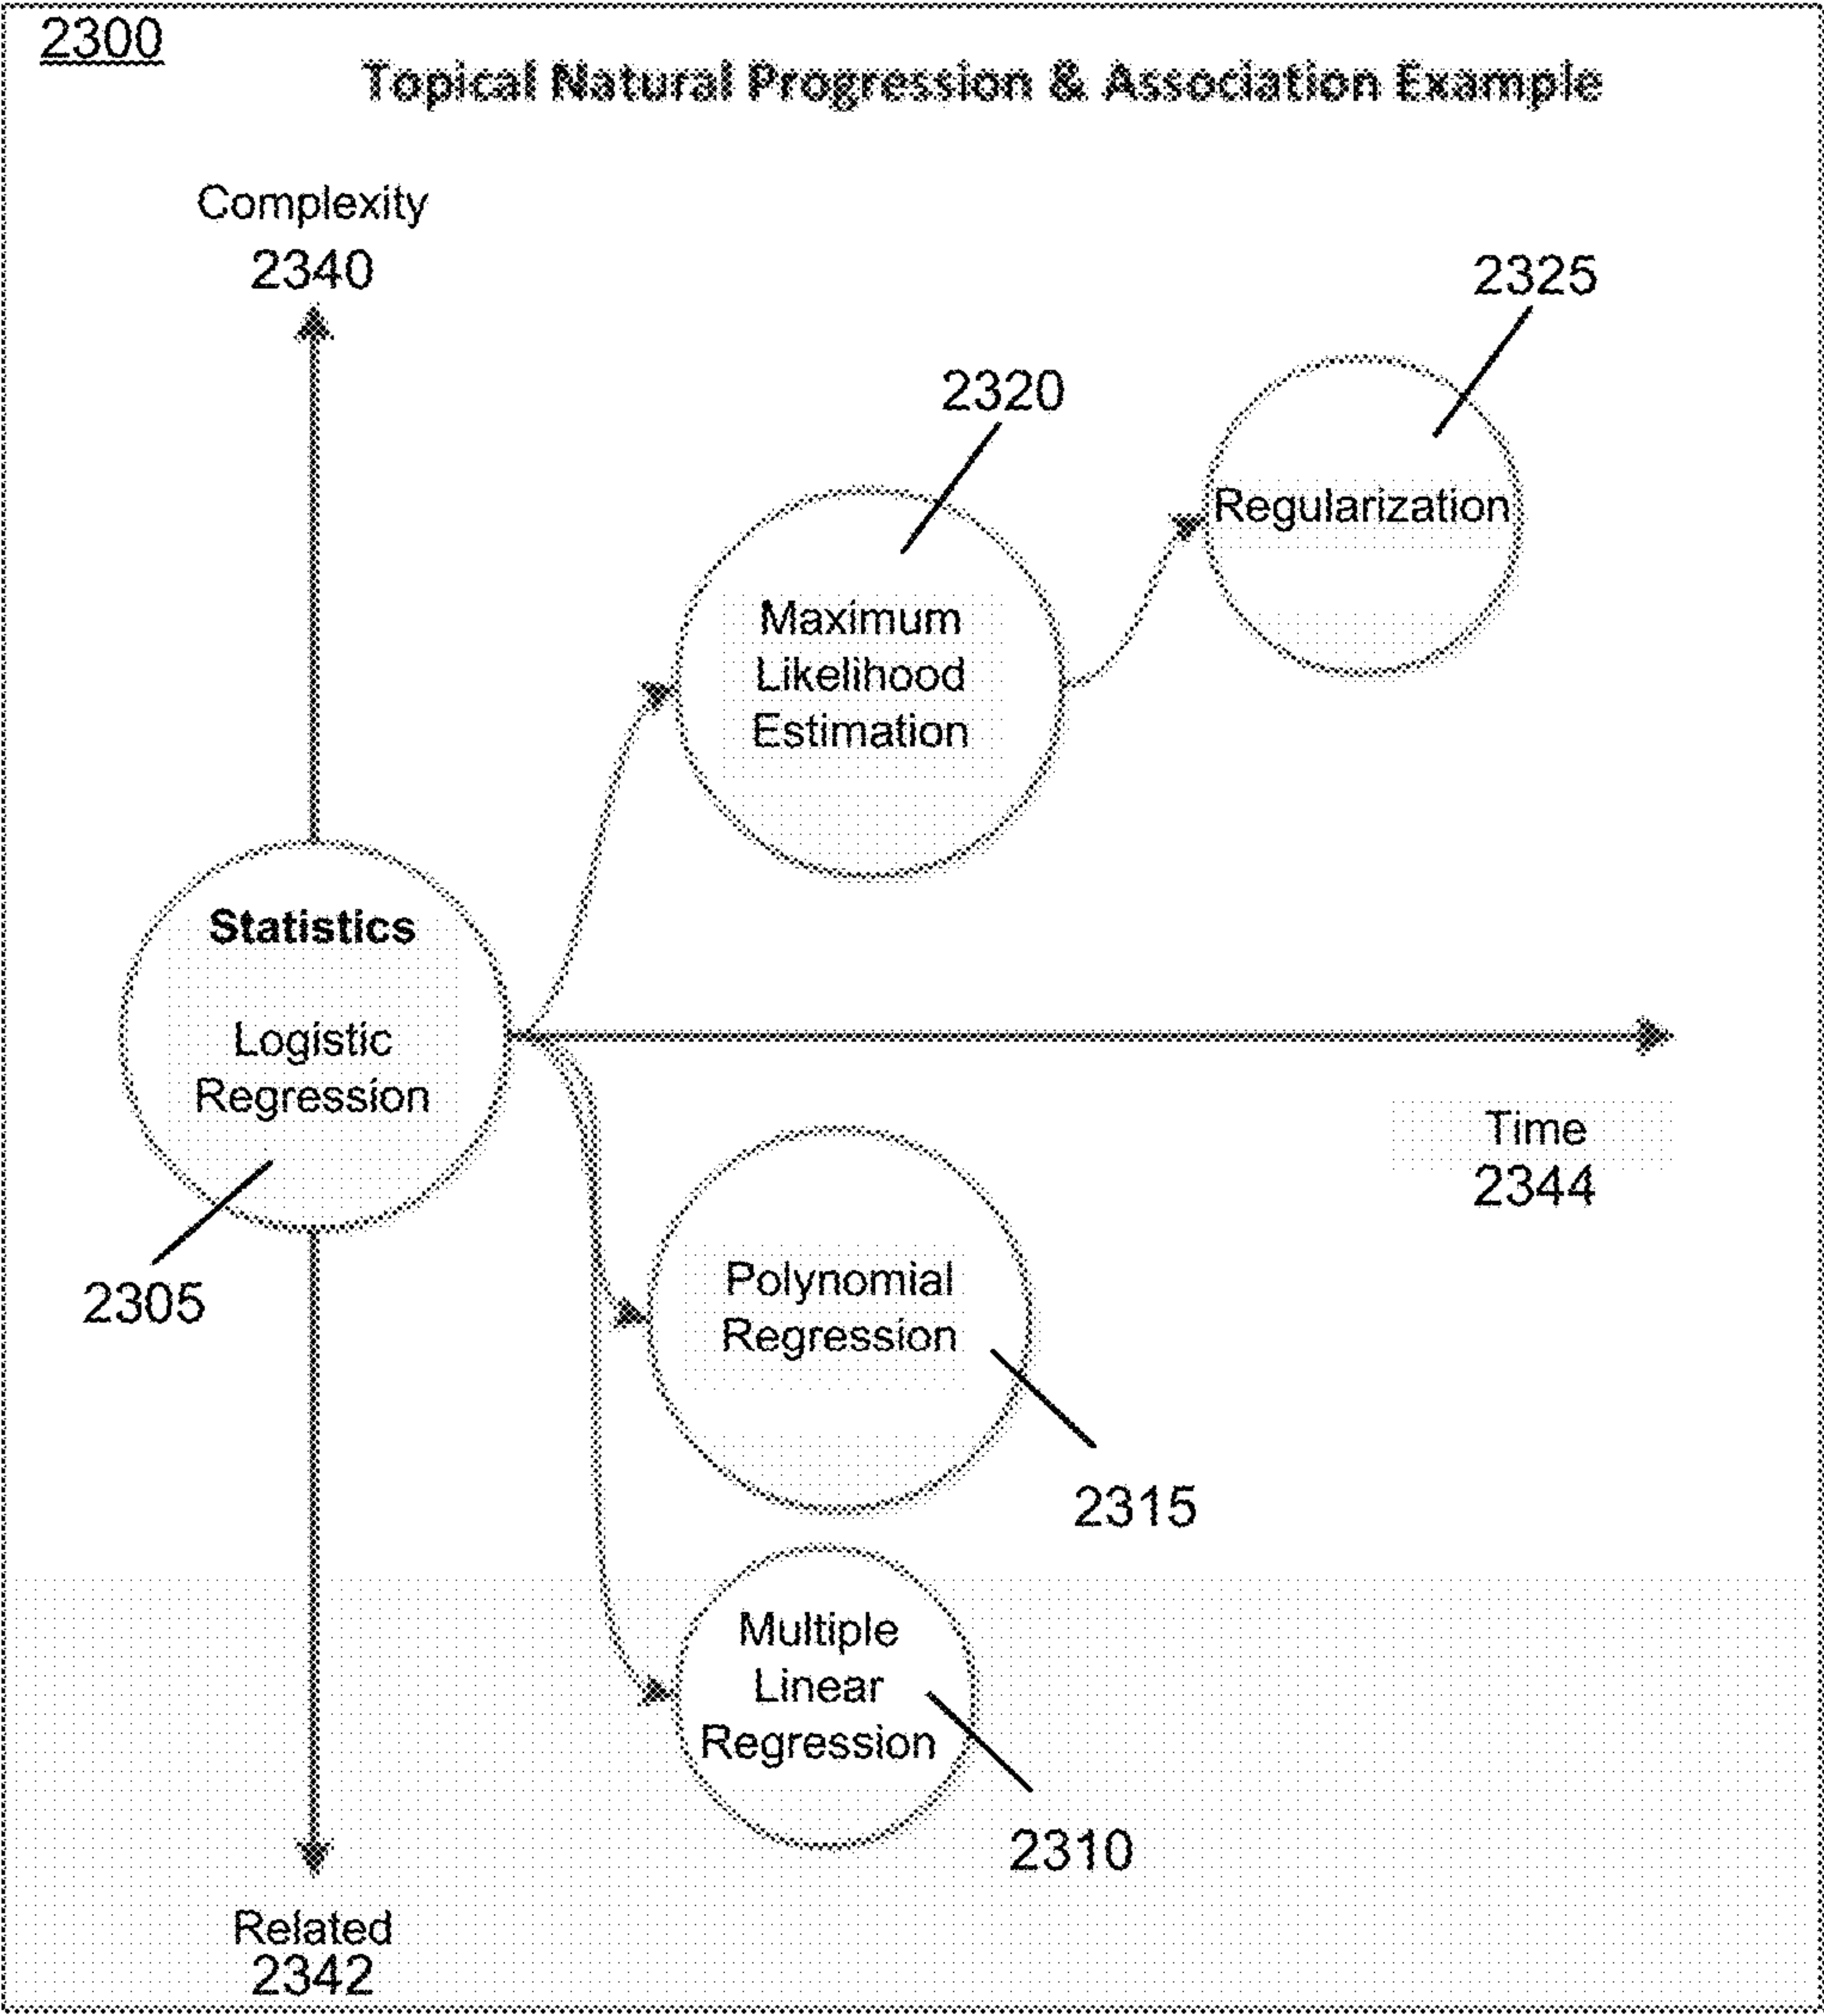 2300
Topical Natural Progression & Association Example
Complexity
2340
2325
2320
Regularization
Maximum
Likelihood
Estimation
Statistics
Logistic
Regression
Time
2344
2305
Polynomial
Regression
2315
Multiple
Linear
Regression
2310
Related
2342